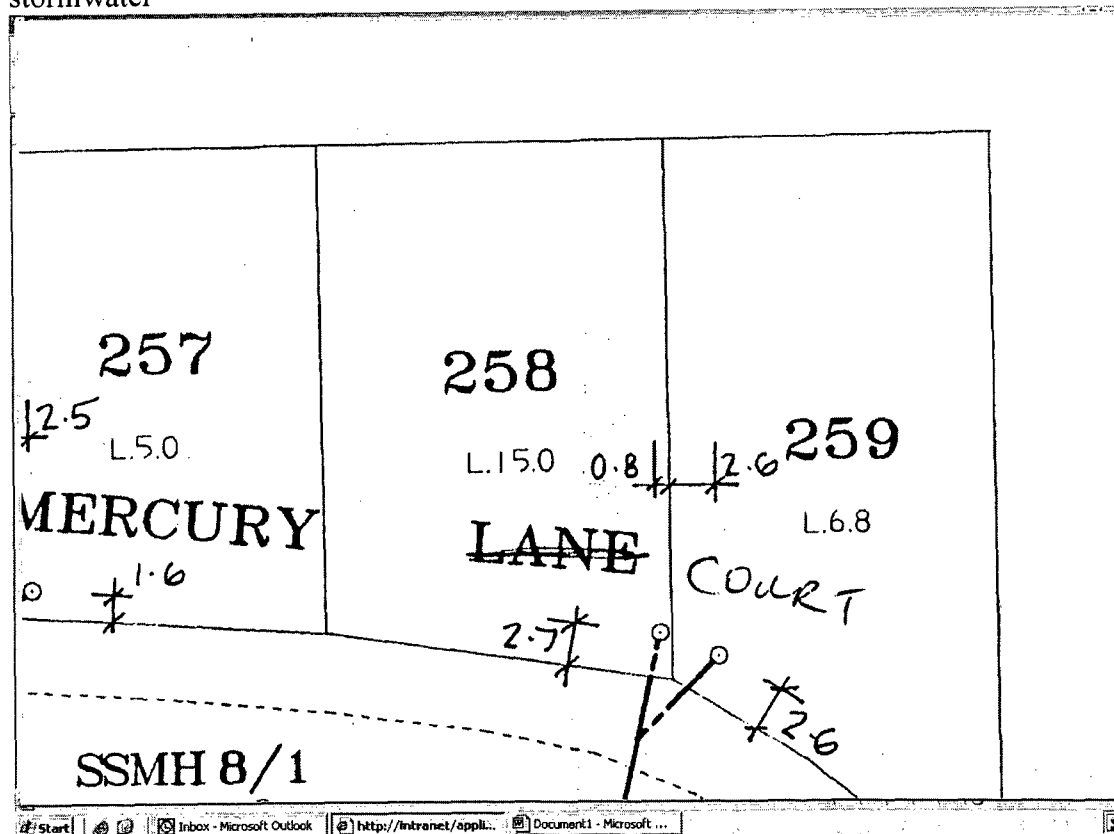 stormwater
257
258
259
2.5
L.5.0
L.15.0
0.8
2.6
L.6.8
MERCURY
LANE
COURT
1.6
2.7
2.6
SSMH 8/1
Start
Inbox - Microsoft Outlook
http://intranet/appli...
Document1 - Microsoft ...